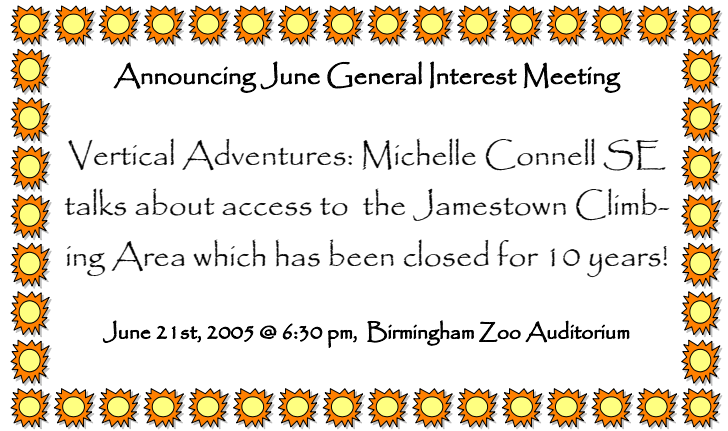 Announcing June General Interest Meeting
Vertical Adventures: Michelle Connell SE
talks about access to the Jamestown Climb-
ing Area which has been closed for 10 years!
June 21st, 2005 @ 6:30 pm, Birmingham Zoo Auditorium